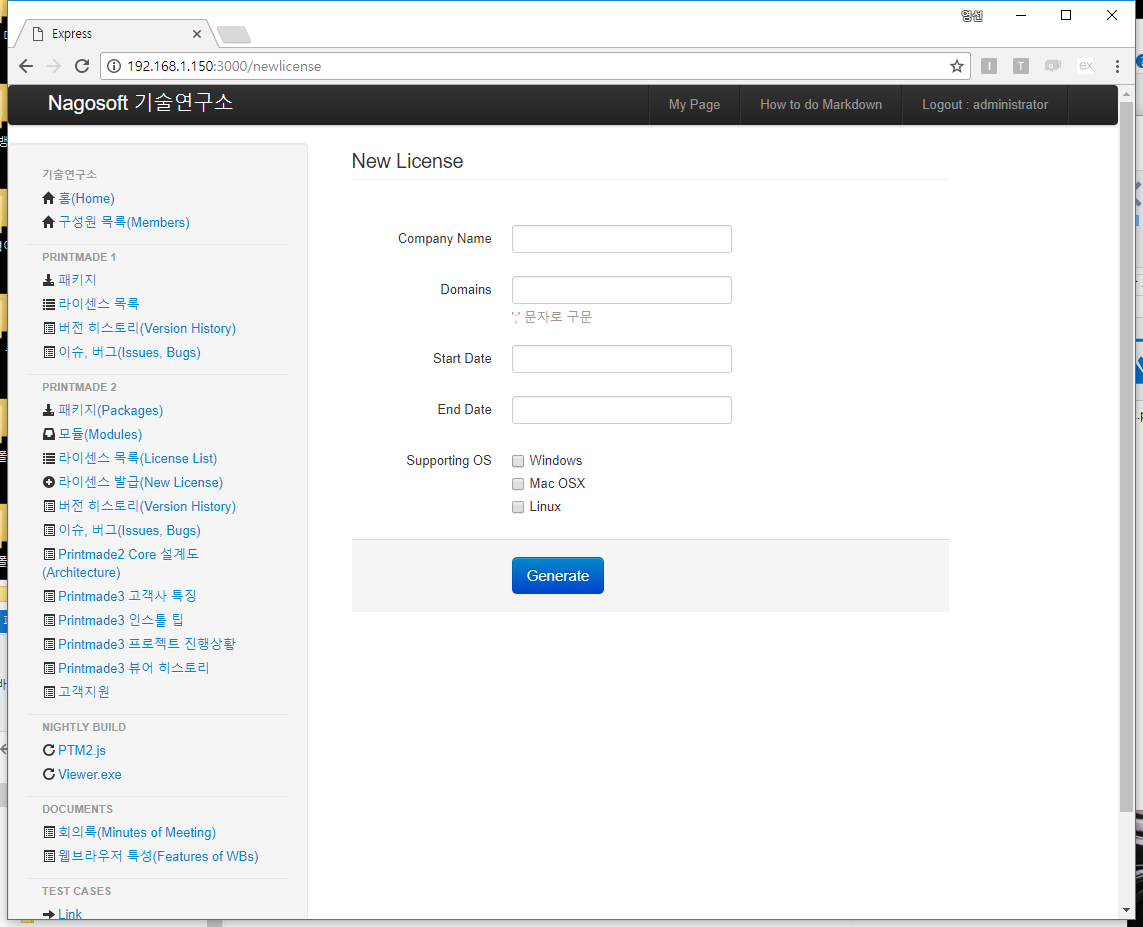 영선
Express
192.168.1.150:3000/newlicense
Nagosoft 기술연구소
My Page
How to do Markdown
Logout : administrator
기술연구소
홈(Home)
구성원 목록(Members)
PRINTMADE 1
패키지
라이센스 목록
버전 히스토리(Version History)
이슈, 버그(Issues, Bugs)
PRINTMADE 2
패키지(Packages)
모듈(Modules)
라이센스 목록(License List)
라이센스 발급(New License)
버전 히스토리(Version History)
이슈, 버그(Issues, Bugs)
Printmade2 Core 설계도
(Architecture)
Printmade3 고객사 특징
Printmade3 인스톨 팁
Printmade3 프로젝트 진행상황
Printmade3 뷰어 히스토리
고객지원
NIGHTLY BUILD
PTM2.js
Viewer.exe
DOCUMENTS
회의록(Minutes of Meeting)
웹브라우저 특성(Features of WBs)
TEST CASES
Link
New License
Company Name
Domains
';' 문자로 구문
Start Date
End Date
Supporting OS
Windows
Mac OSX
Linux
Generate